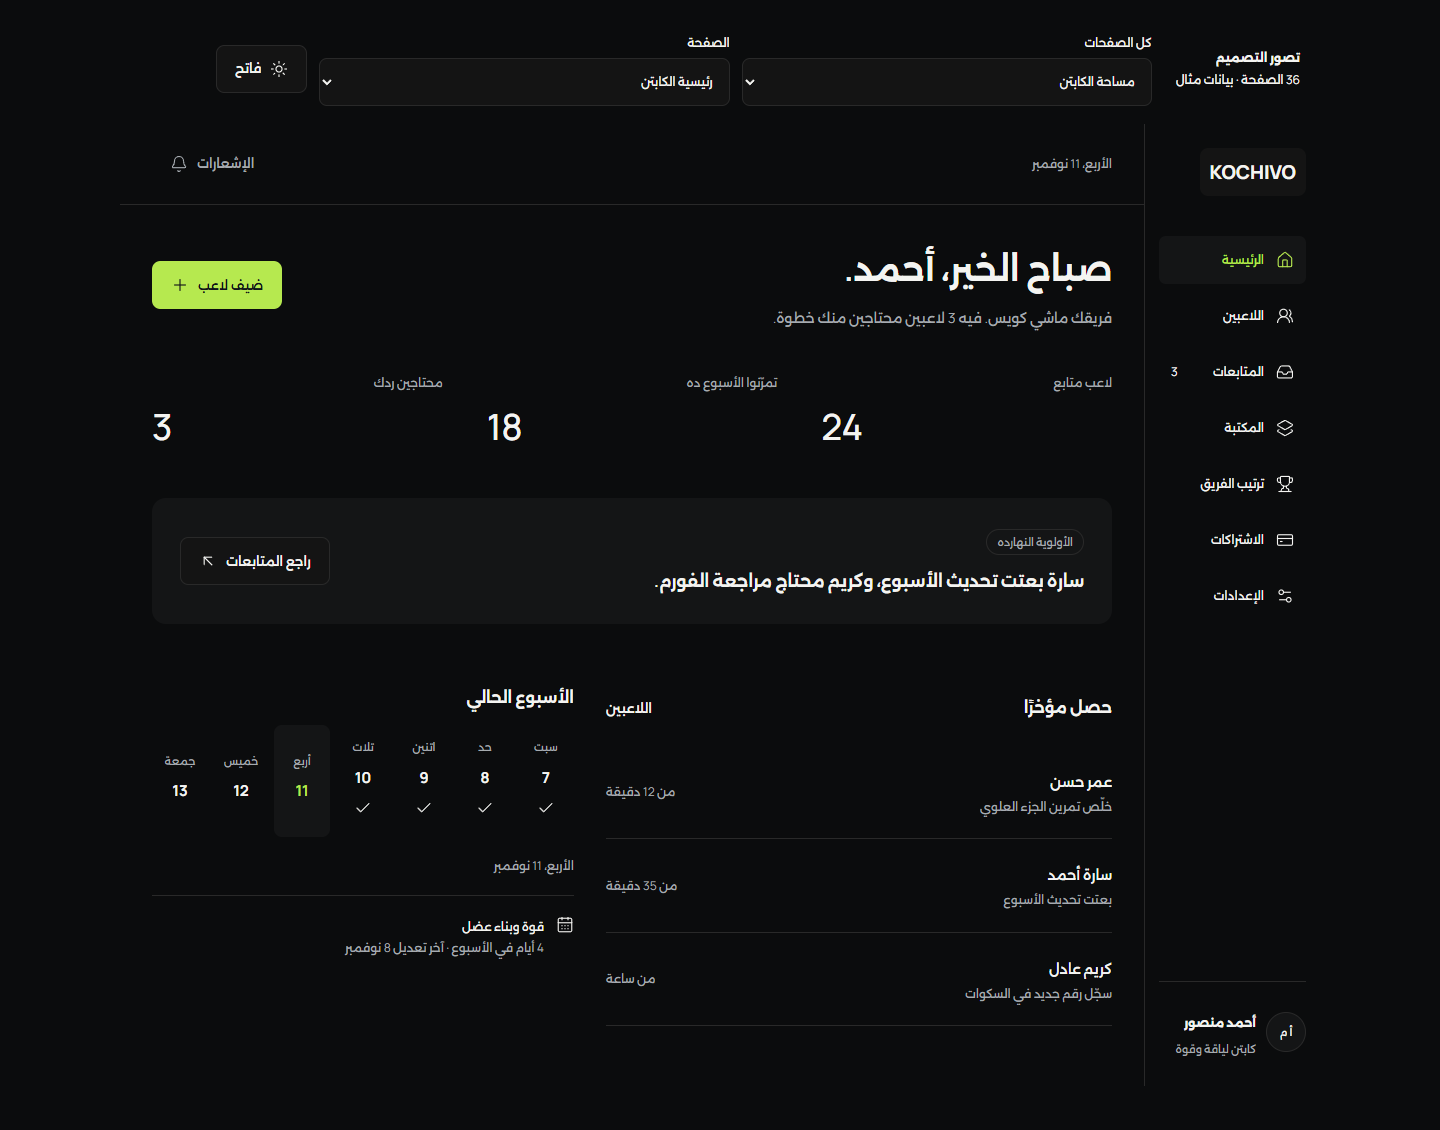 تصور التصميم
36 الصفحة · بيانات مثال
كل الصفحات
مساحة الكابتن
الصفحة
رئيسية الكابتن
فاتح
KOCHIVO
الرئيسية
اللاعبين
المتابعات 3
المكتبة
ترتيب الفريق
الاشتراكات
الإعدادات
أ م
أحمد منصور
كابتن لياقة وقوة
الأربع، 11 نوفمبر
الإشعارات
صباح الخير، أحمد.
فريقك ماشي كويس. فيه 3 لاعبين محتاجين منك خطوة.
ضيف لاعب
لاعب متابع
24
تمرّنوا الأسبوع ده
18
محتاجين ردك
3
الأولوية النهارده
سارة بعتت تحديث الأسبوع، وكريم محتاج مراجعة الفورم.
راجع المتابعات
حصل مؤخرًا
اللاعبين
عمر حسن
خلّص تمرين الجزء العلوي
من 12 دقيقة
سارة أحمد
بعتت تحديث الأسبوع
من 35 دقيقة
كريم عادل
سجّل رقم جديد في السكوات
من ساعة
الأسبوع الحالي
سبت حد اتنين تلات أربع خميس جمعة
7 8 9 10 11 12 13
الأربع، 11 نوفمبر
قوة وبناء عضل
4 أيام في الأسبوع · آخر تعديل 8 نوفمبر